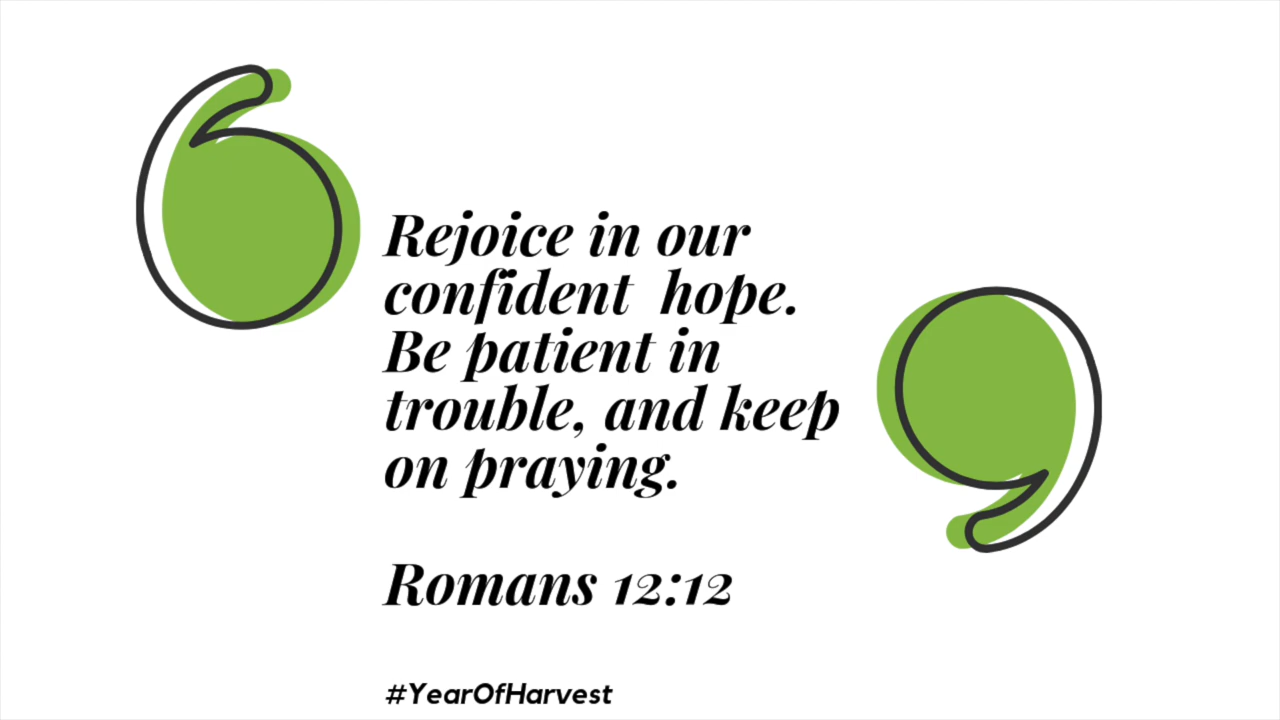 Rejoice in our
confident hope.
Be patient in
trouble, and keep
on praying.
Romans 12:12
#YearOfHarvest